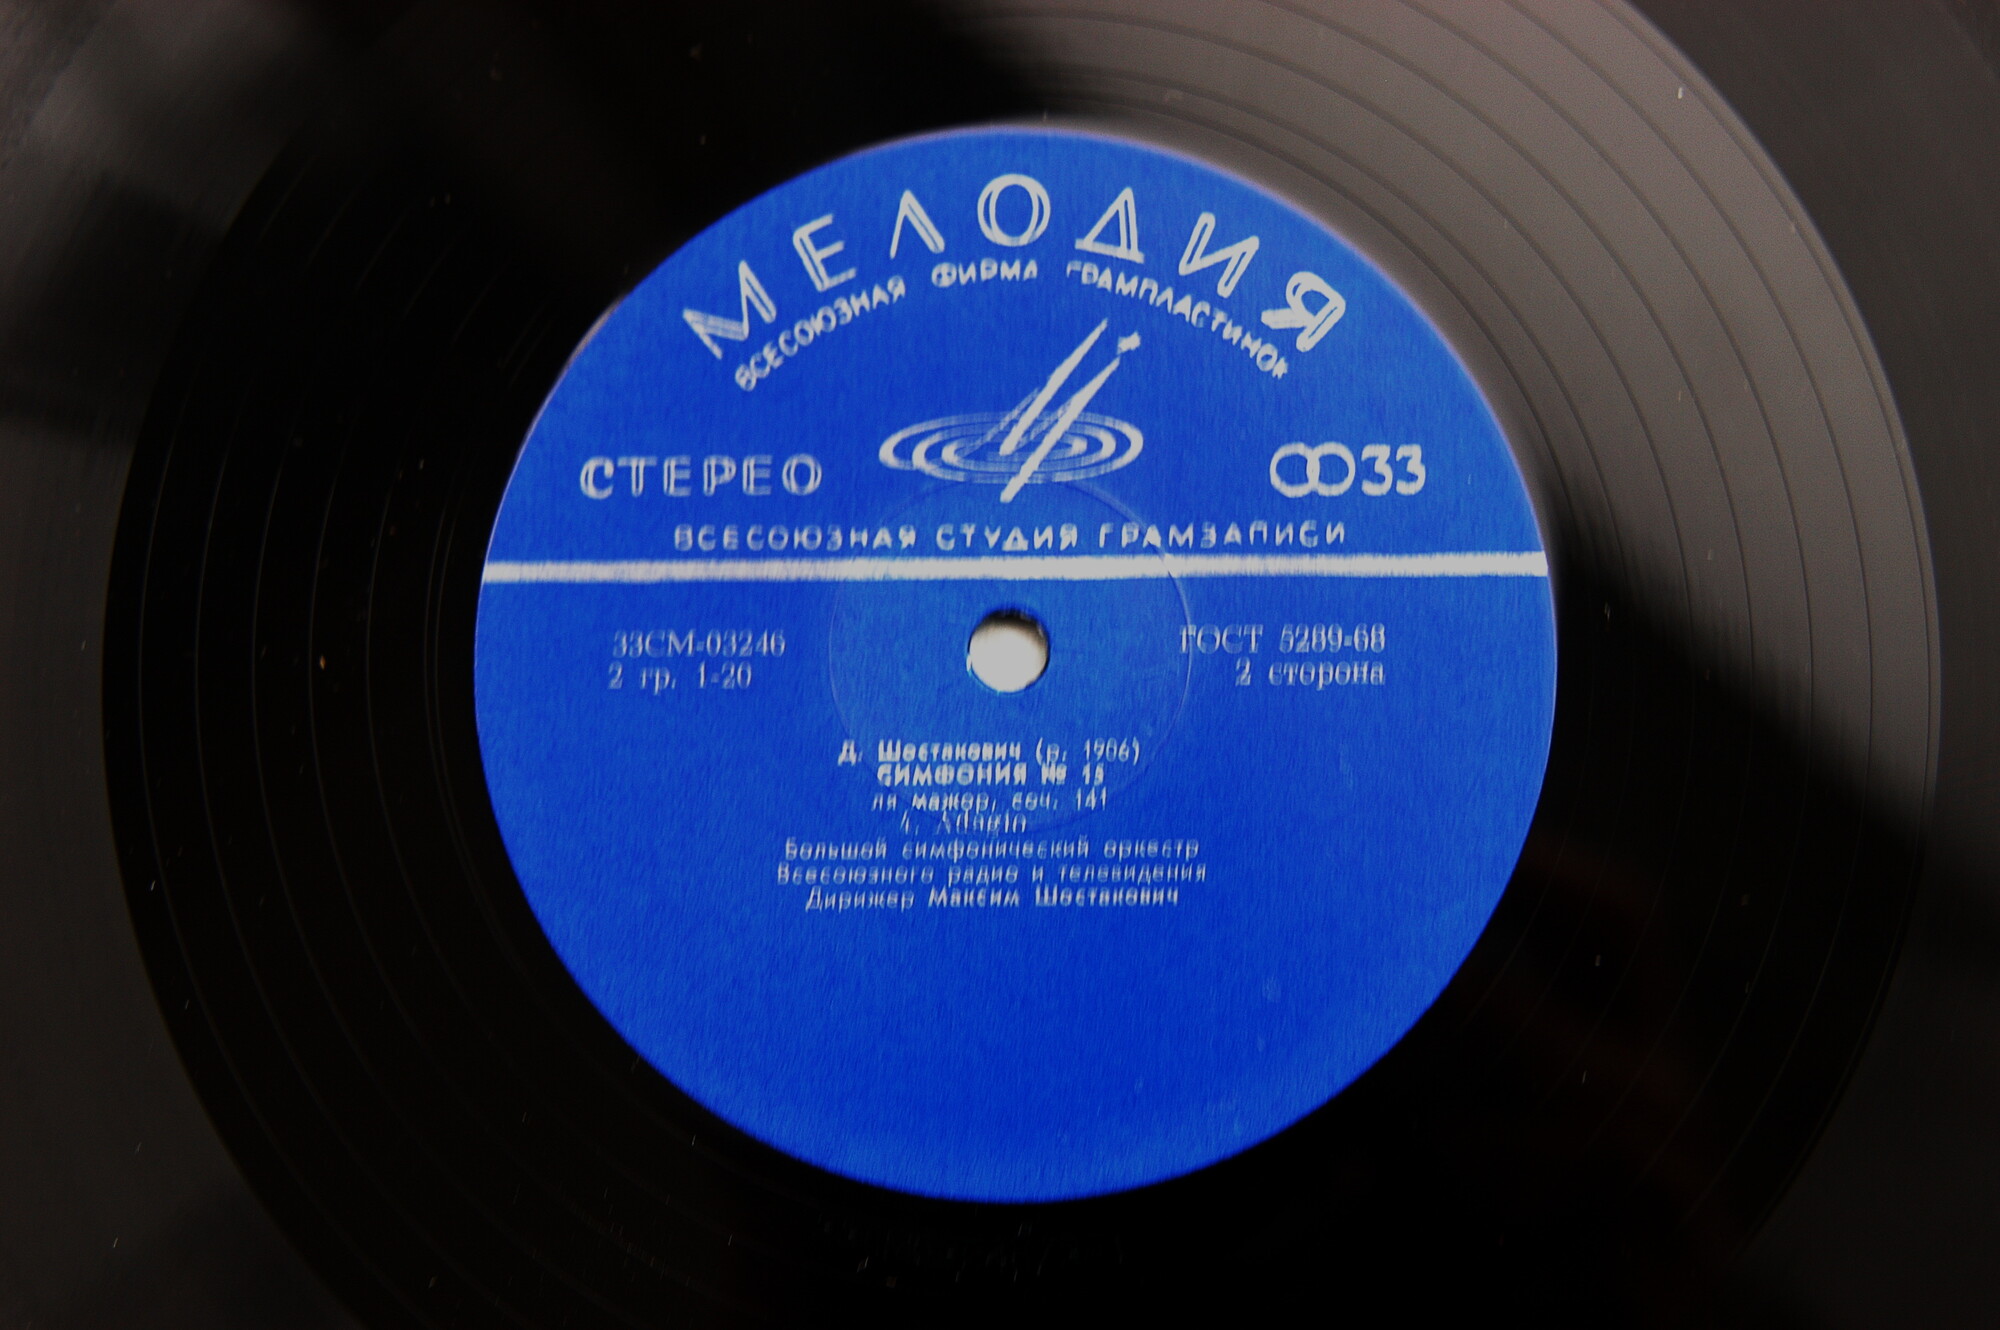 МЕЛОДИЯ
ВСЕСОЮЗНАЯ ФИРМА ГРАМПЛАСТИНОК
СТЕРЕО
33
ВСЕСОЮЗНАЯ СТУДИЯ ГРАМЗАПИСИ
33СМ-03246
ГОСТ 5289-68
2 гр. 1-20
2 сторона
Д. Шостакович (р. 1906)
СИМФОНИЯ № 15
ля мажор, соч. 141
4. Adagio
Большой симфонический оркестр
Всесоюзного радио и телевидения
Дирижер Максим Шостакович